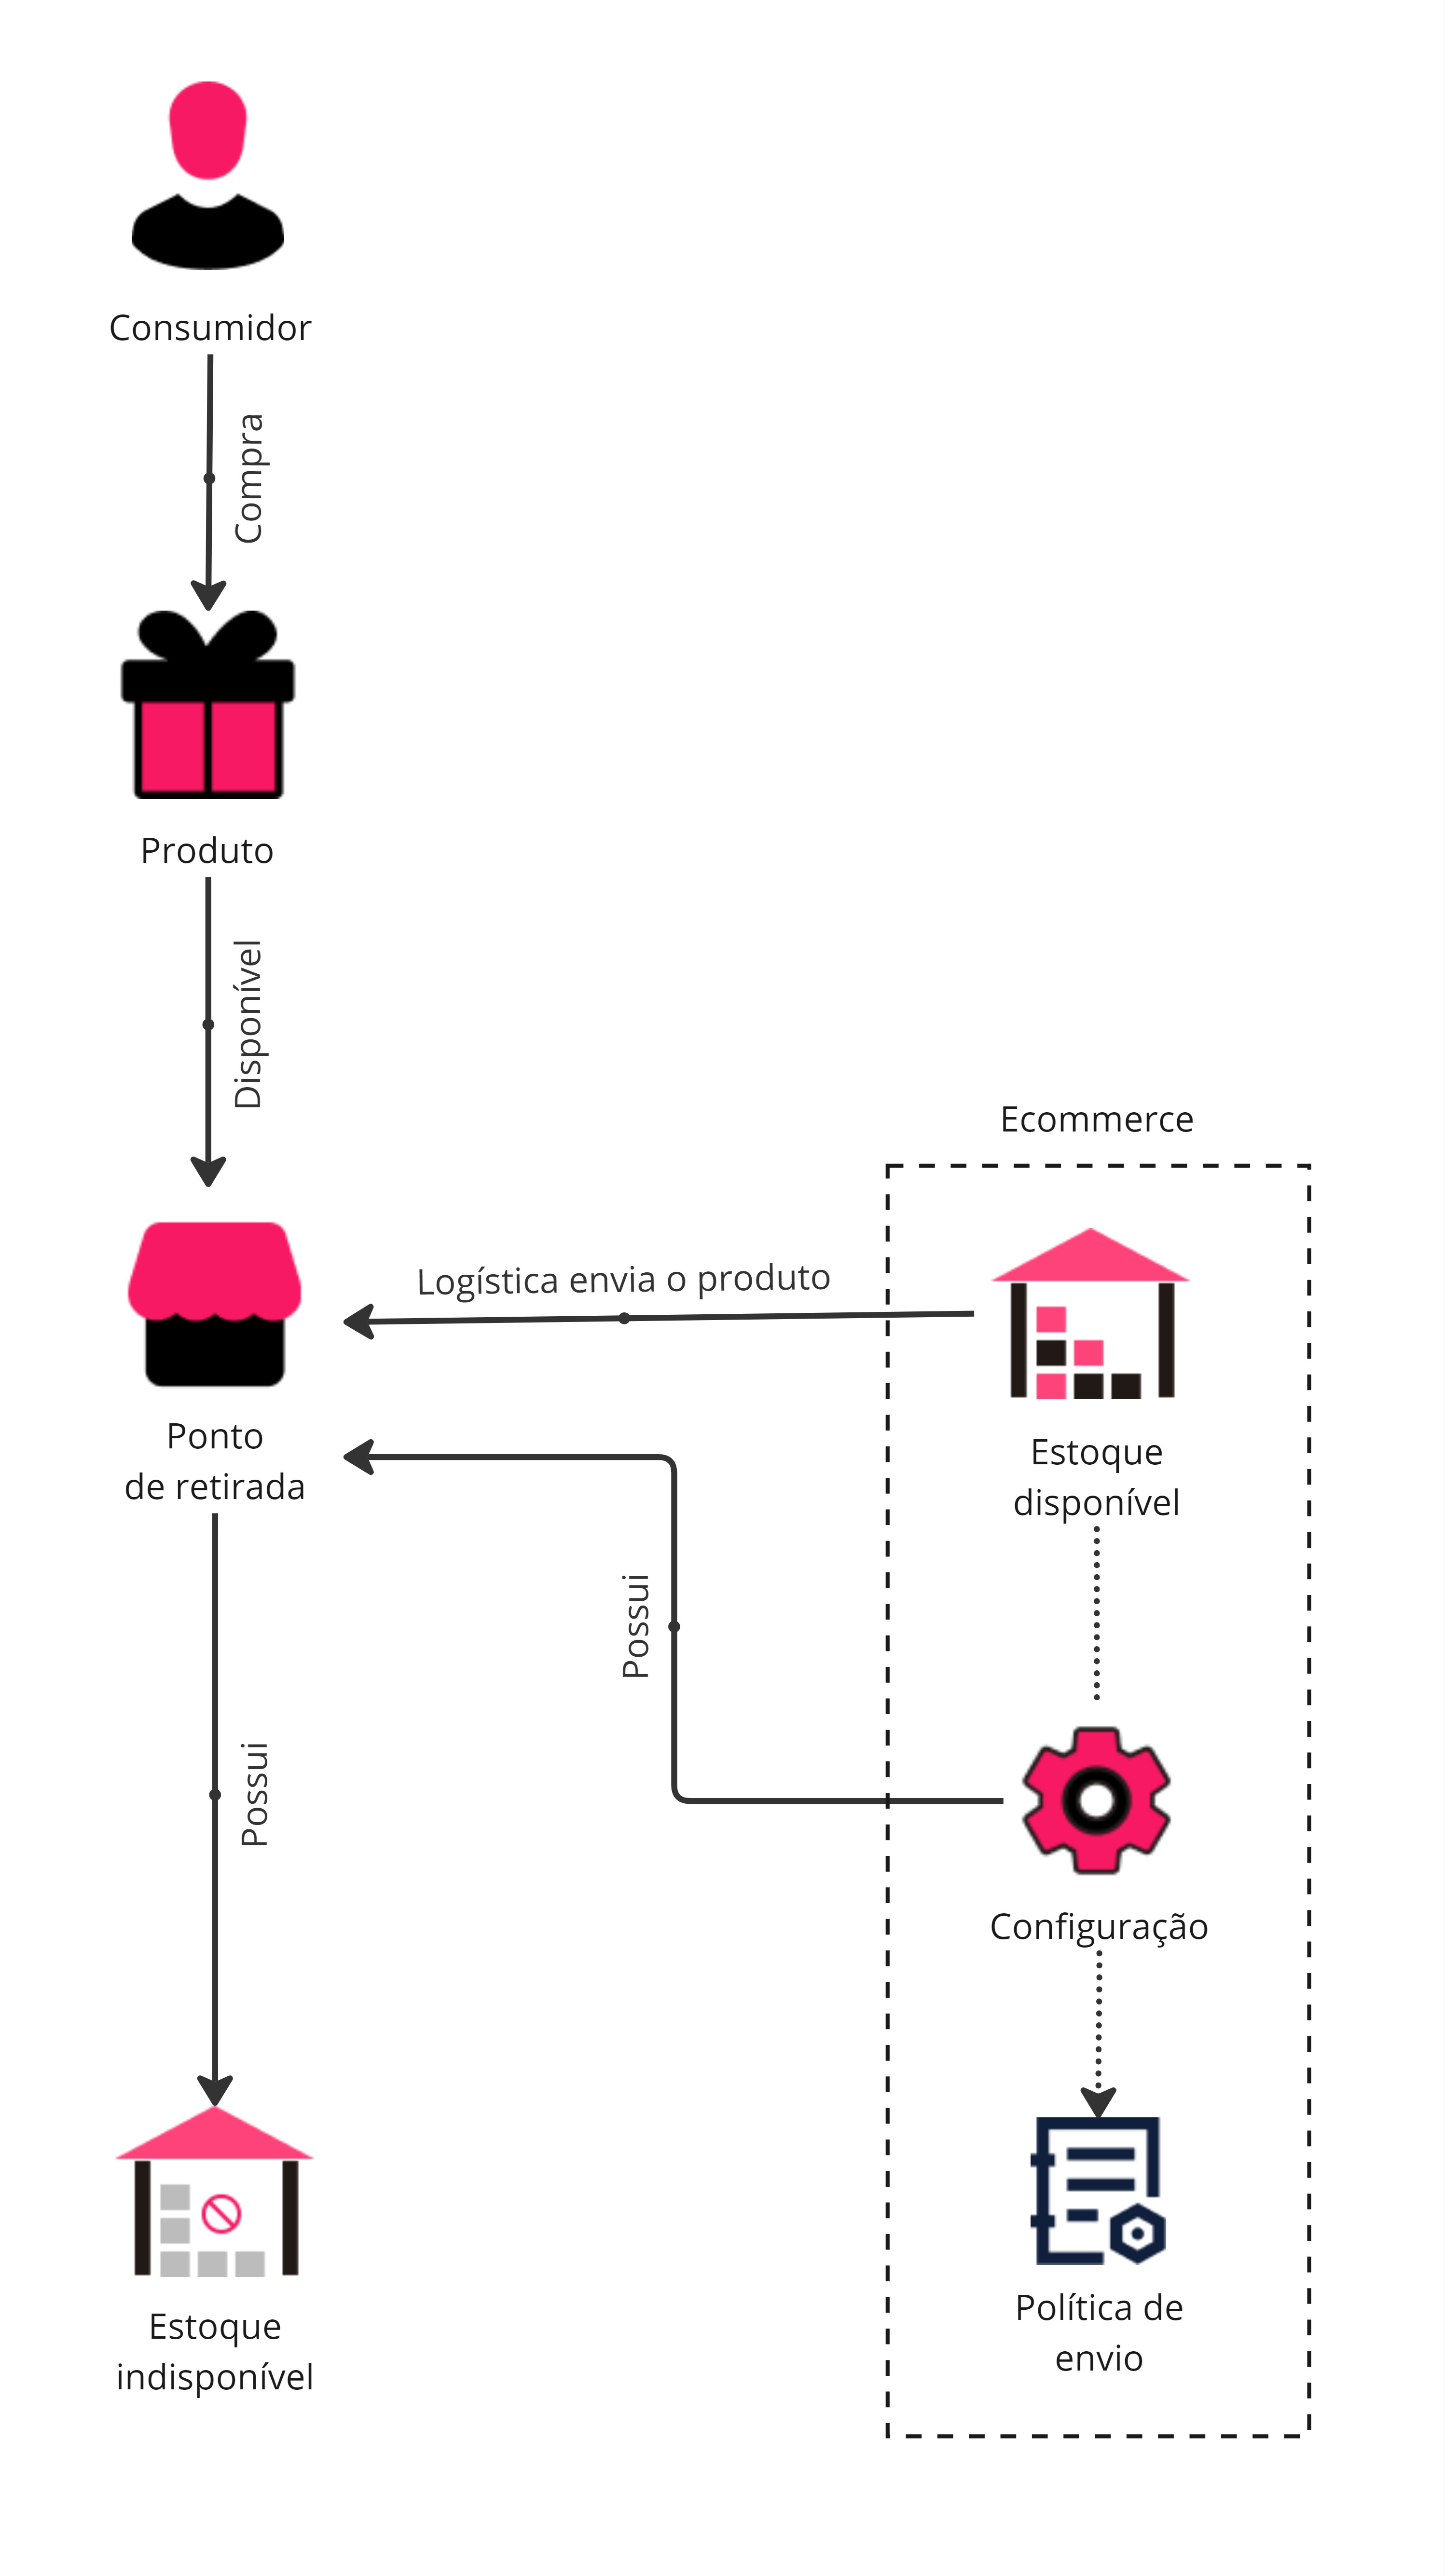 Consumidor
Compra
Produto
Disponível
Ecommerce
Logística envia o produto
Ponto
de retirada
Estoque
disponível
Possui
Possui
Configuração
Política de
envio
Estoque
indisponível